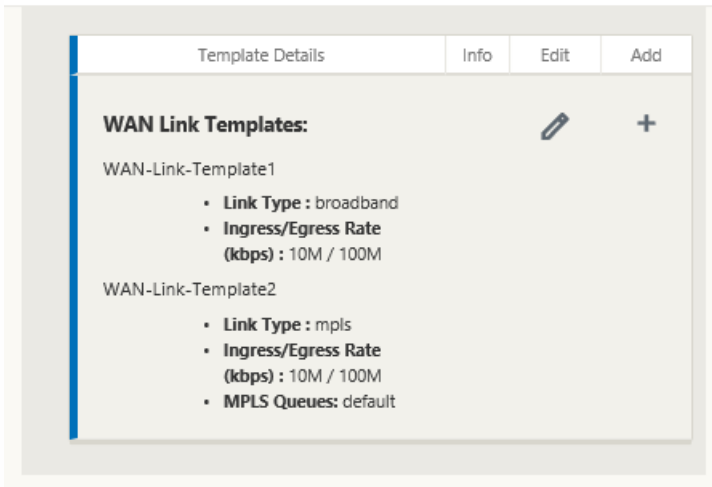 Template Details Info Edit Add
WAN Link Templates:
WAN-Link-Template1
• Link Type : broadband
• Ingress/Egress Rate
(kbps) : 10M / 100M
WAN-Link-Template2
• Link Type : mpls
• Ingress/Egress Rate
(kbps) : 10M / 100M
• MPLS Queues: default